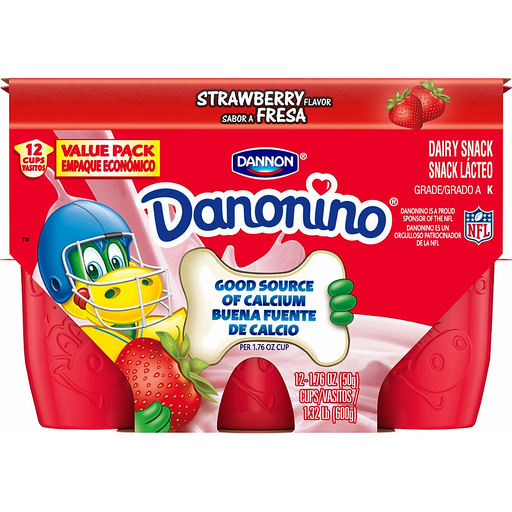 STRAWBERRY FLAVOR
SABOR A FRESA
12 CUPS VASITOS
VALUE PACK
EMPAQUE ECONÓMICO
DANNON®
Danonino®
DAIRY SNACK
SNACK LÁCTEO
GRADE/GRADO A K
DANONINO IS A PROUD
SPONSOR OF THE NFL
DANONINO ES UN
ORGULLOSO PATROCINADOR
DE LA NFL
NFL
TM
GOOD SOURCE
OF CALCIUM
BUENA FUENTE
DE CALCIO
PER 1.76 OZ CUP
12-1.76 OZ (50g)
CUPS/VASITOS/
1.32 Lb (600g)